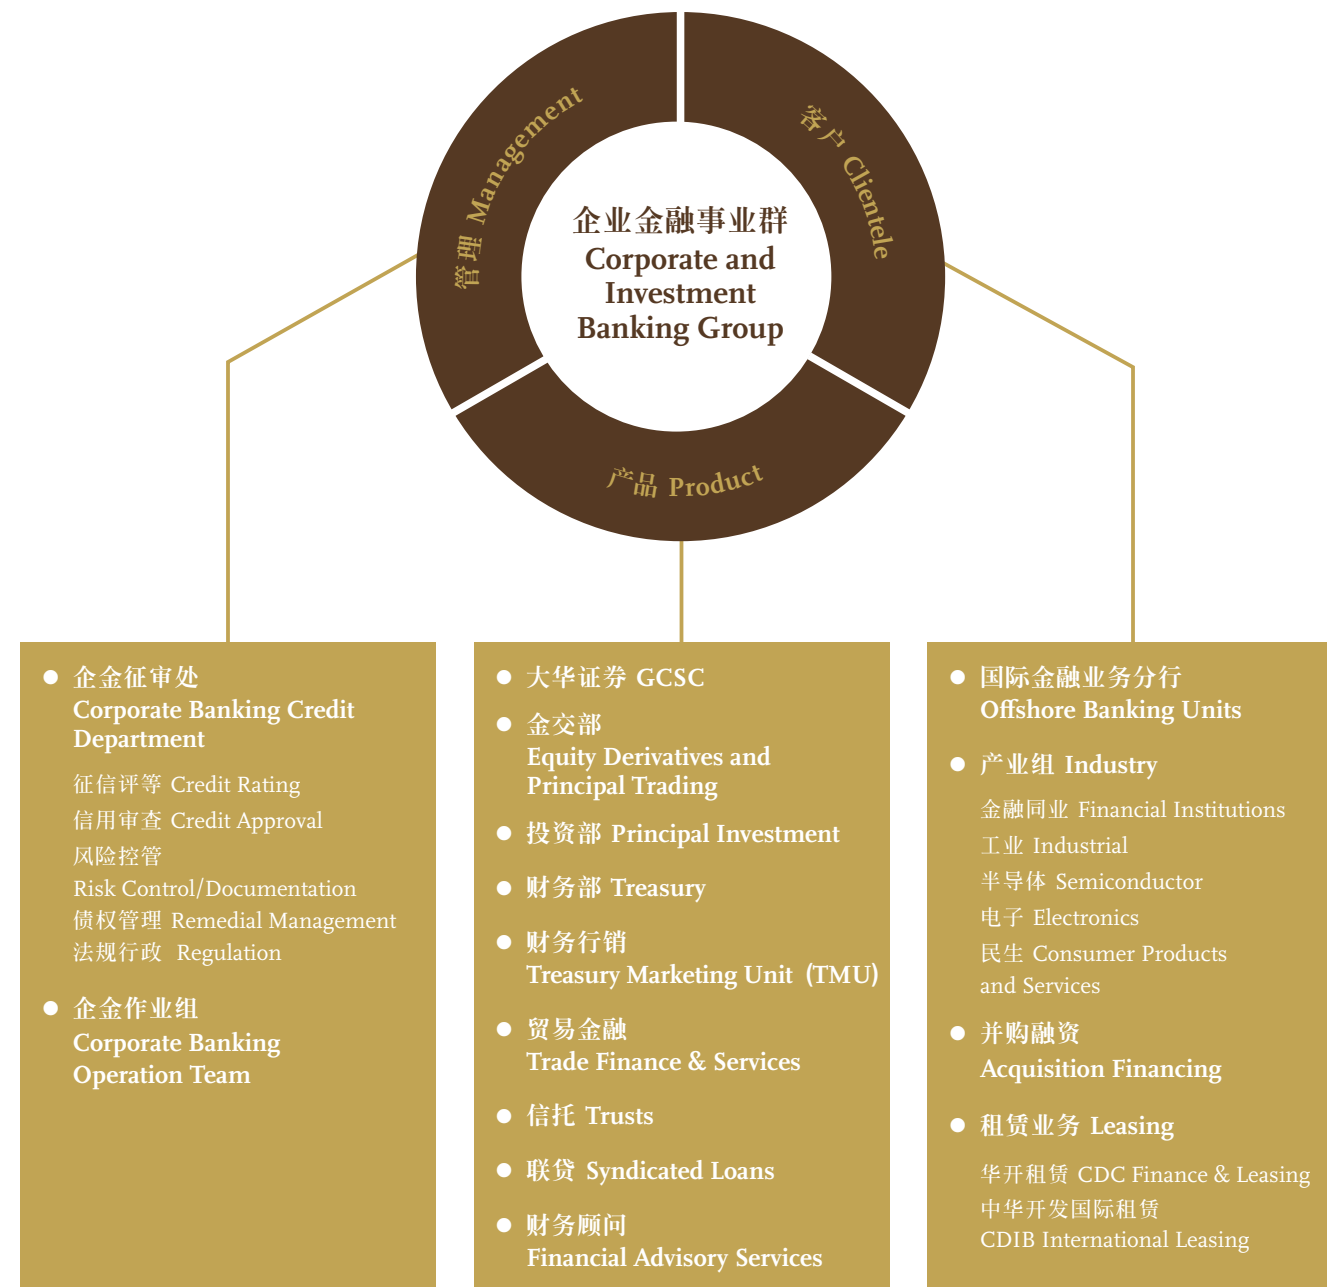 管理 Management
客户 Clientele
企业金融事业群
Corporate and
Investment
Banking Group
产品 Product
企金征审处
Corporate Banking Credit
Department
征信评等 Credit Rating
信用审查 Credit Approval
风险控管
Risk Control/Documentation
债权管理 Remedial Management
法规行政 Regulation
企金作业组
Corporate Banking
Operation Team
大华证券 GCSC
金交部
Equity Derivatives and
Principal Trading
投资部 Principal Investment
财务部 Treasury
财务行销
Treasury Marketing Unit (TMU)
贸易金融
Trade Finance & Services
信托 Trusts
联贷 Syndicated Loans
财务顾问
Financial Advisory Services
国际金融业务分行
Offshore Banking Units
产业组 Industry
金融同业 Financial Institutions
工业 Industrial
半导体 Semiconductor
电子 Electronics
民生 Consumer Products
and Services
并购融资
Acquisition Financing
租赁业务 Leasing
华开租赁 CDC Finance & Leasing
中华开发国际租赁
CDIB International Leasing